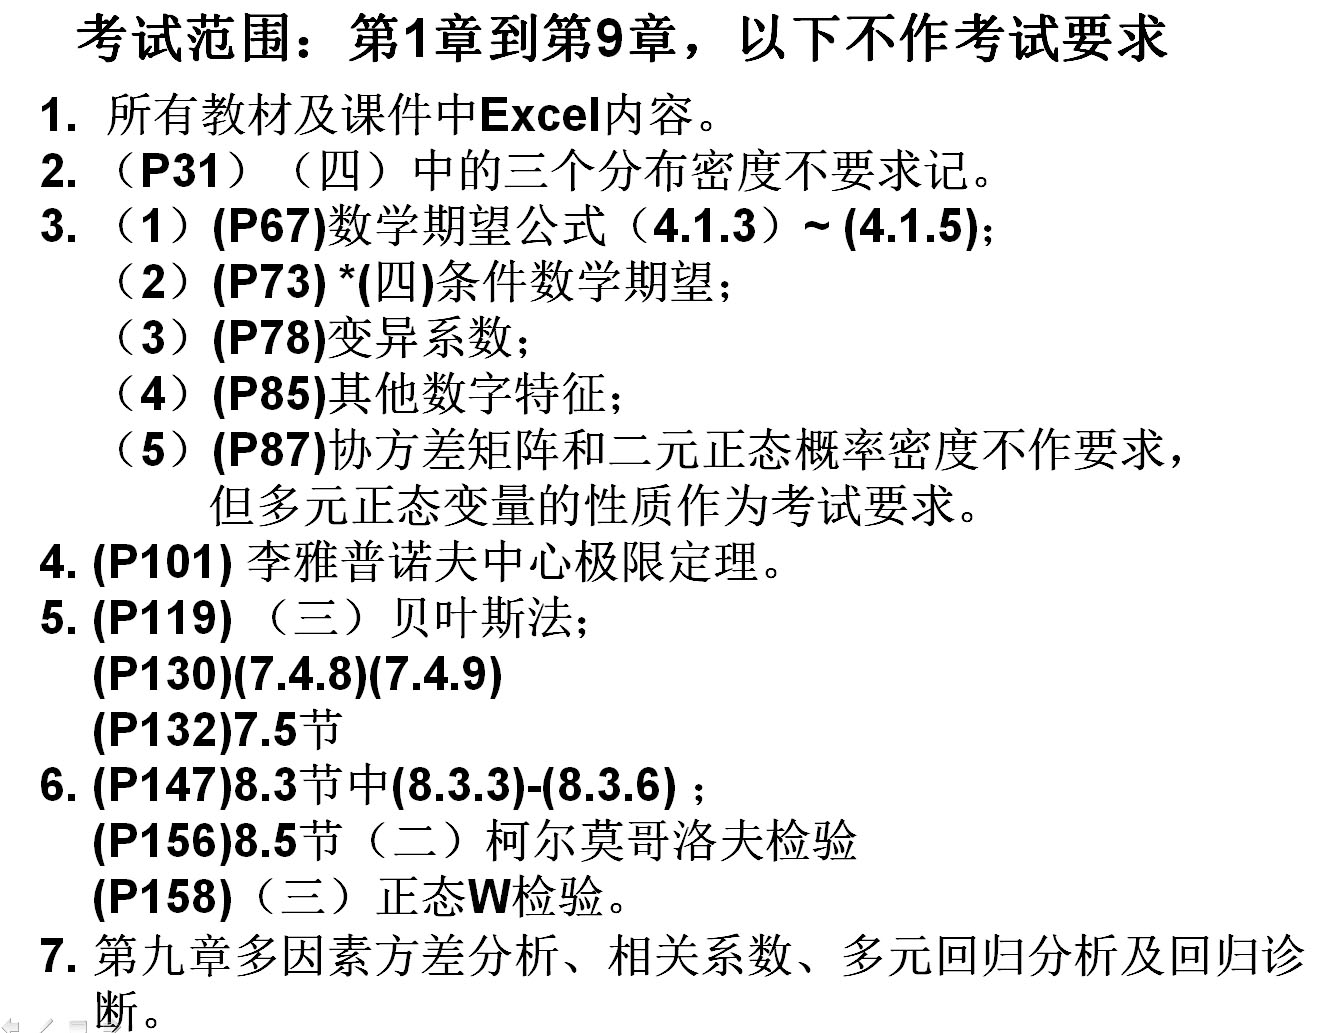 考试范围：第1章到第9章，以下不作考试要求
1. 所有教材及课件中Excel内容。
2. （P31）（四）中的三个分布密度不要求记。
3. （1）(P67)数学期望公式（4.1.3）~ (4.1.5);
（2）(P73) *(四)条件数学期望;
（3）(P78)变异系数;
（4）(P85)其他数字特征;
（5）(P87)协方差矩阵和二元正态概率密度不作要求，
但多元正态变量的性质作为考试要求。
4. (P101) 李雅普诺夫中心极限定理。
5. (P119) （三）贝叶斯法;
(P130)(7.4.8)(7.4.9)
(P132)7.5节
6. (P147)8.3节中(8.3.3)-(8.3.6) ;
(P156)8.5节（二）柯尔莫哥洛夫检验
(P158)（三）正态W检验。
7. 第九章多因素方差分析、相关系数、多元回归分析及回归诊
断。